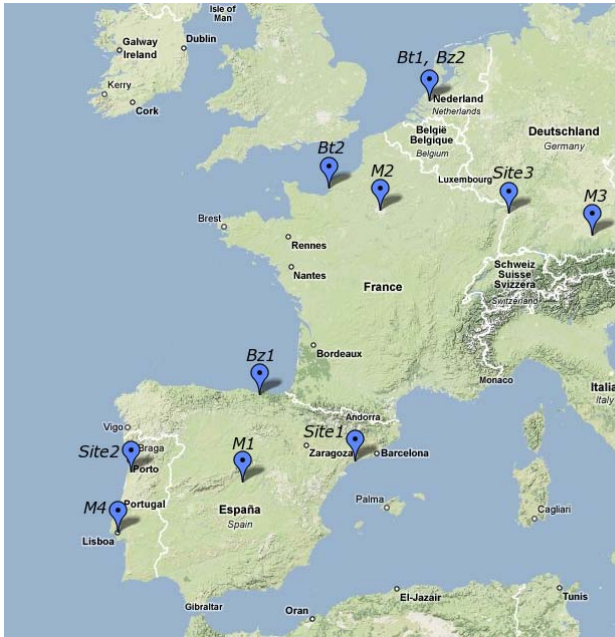 Isle of
Man
Galway
Ireland
Dublin
Kerry
Cork
Bt1, Bz2
Nederland
Netherlands
België
Belgique
Belgium
Deutschland
Germany
Bt2
M2
Luxembourg
Site3
M3
Brest
Rennes
Nantes
France
Schweiz
Suisse
Svizzera
Switzerland
Bz1
Bordeaux
Monaco
Italia
Italy
Andorra
Vigo
Braga
Site2
Porto
M1
Site1
Zaragoza
Barcelona
M4
Portugal
Lisboa
España
Spain
Palma
Cagliari
Gibraltar
Oran
El-Jazair
Tunis